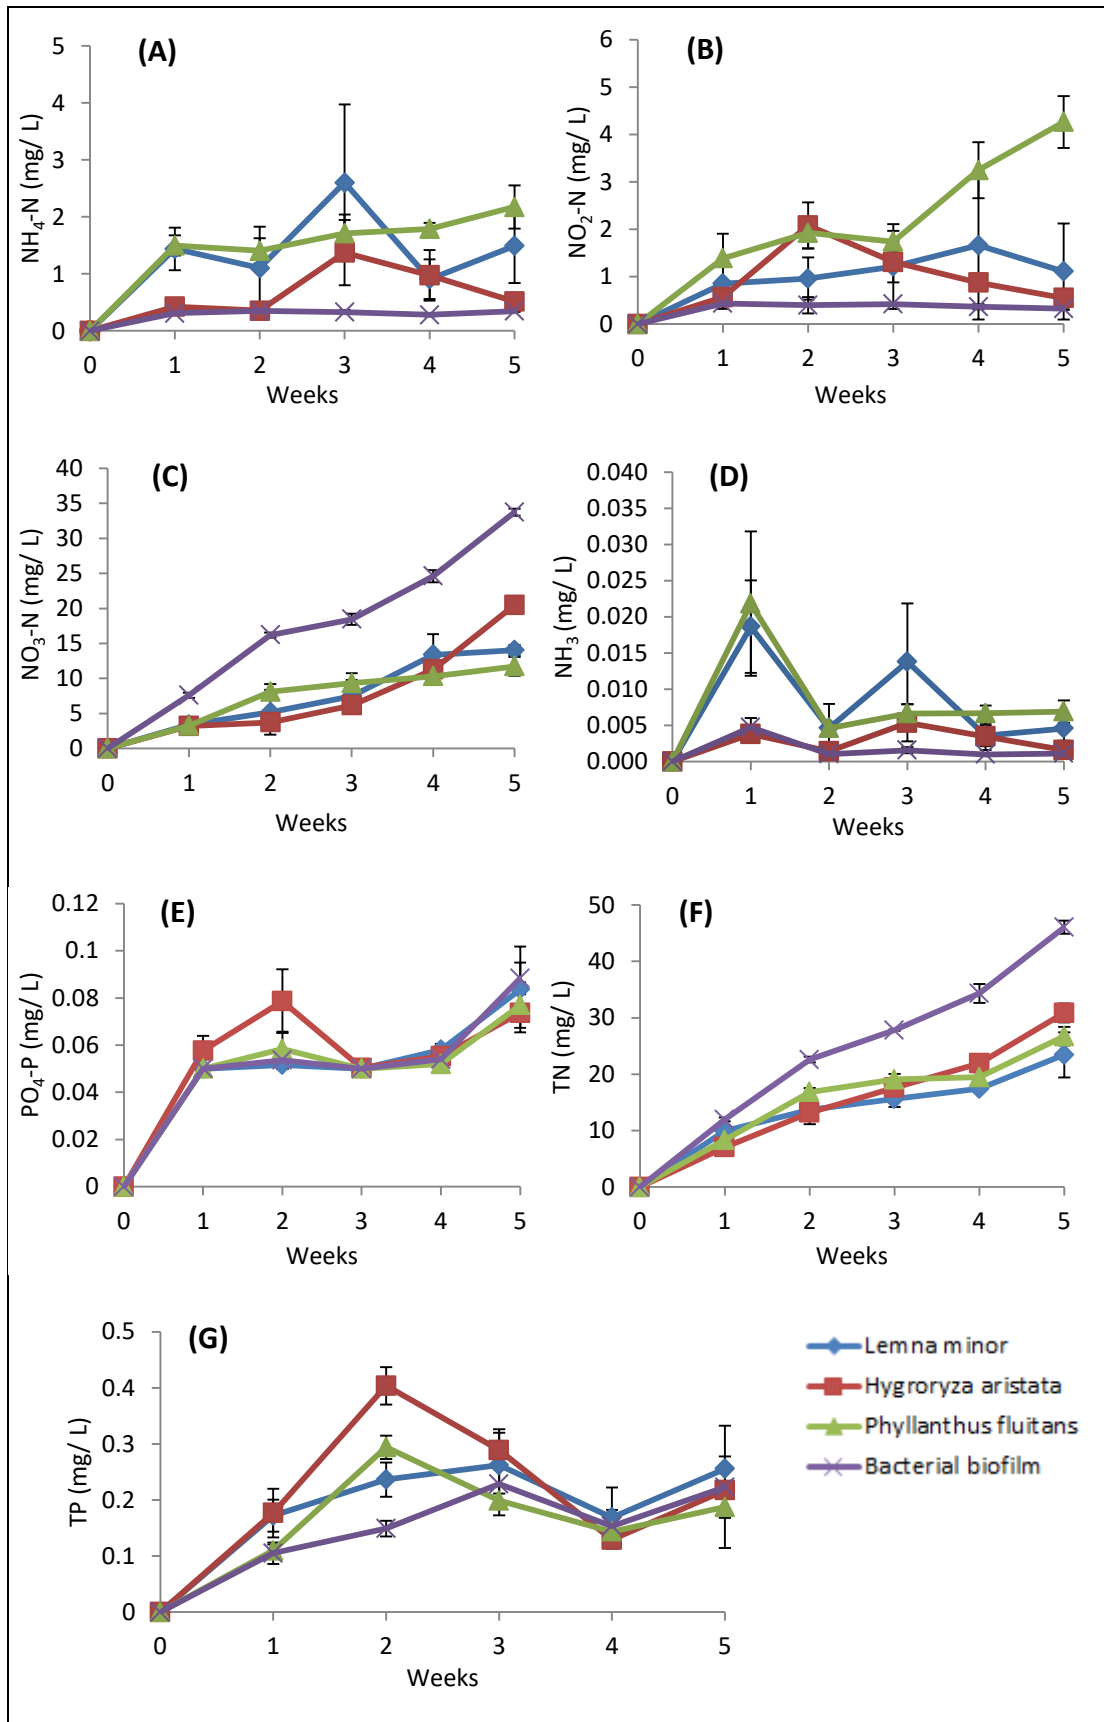 (A)
NH₄-N (mg/ L)
5
4
3
2
1
0
0 1 2 3 4 5
Weeks
(B)
NO₂-N (mg/ L)
6
5
4
3
2
1
0
0 1 2 3 4 5
Weeks
(C)
NO₃-N (mg/ L)
40
35
30
25
20
15
10
5
0
0 1 2 3 4 5
Weeks
(D)
NH₃ (mg/ L)
0.040
0.035
0.030
0.025
0.020
0.015
0.010
0.005
0.000
0 1 2 3 4 5
Weeks
(E)
PO₄-P (mg/ L)
0.12
0.1
0.08
0.06
0.04
0.02
0
0 1 2 3 4 5
Weeks
(F)
TN (mg/ L)
50
40
30
20
10
0
0 1 2 3 4 5
Weeks
(G)
TP (mg/ L)
0.5
0.4
0.3
0.2
0.1
0
0 1 2 3 4 5
Weeks
Lemna minor
Hygroryza aristata
Phyllanthus fluitans
Bacterial biofilm